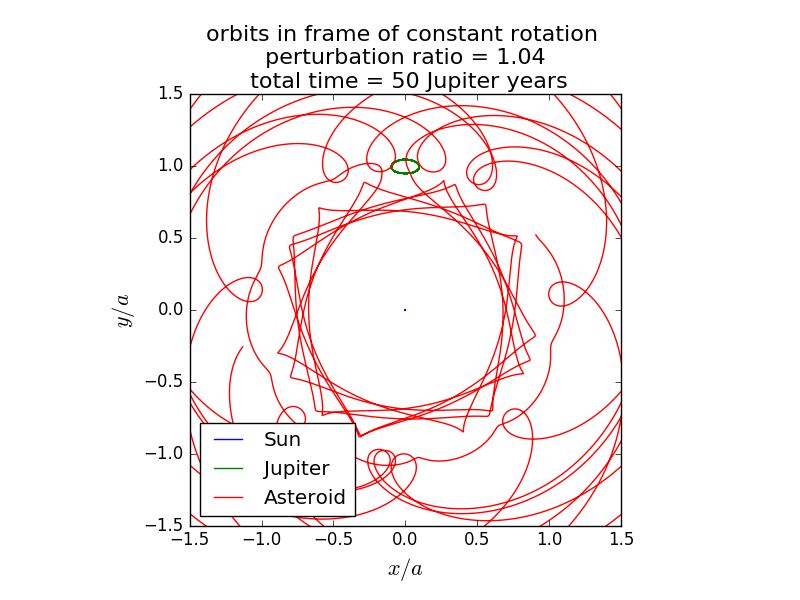 orbits in frame of constant rotation
perturbation ratio = 1.04
total time = 50 Jupiter years
1.5
1.0
0.5
0.0
−0.5
−1.0
−1.5
y/a
Sun
Jupiter
Asteroid
−1.5 −1.0 −0.5 0.0 0.5 1.0 1.5
x/a